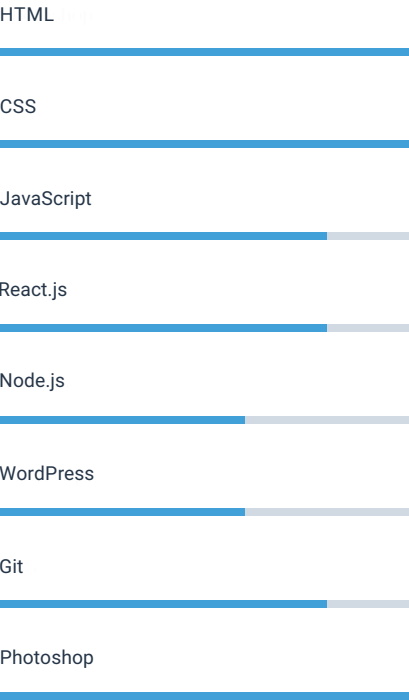 HTML
CSS
JavaScript
React.js
Node.js
WordPress
Git
Photoshop